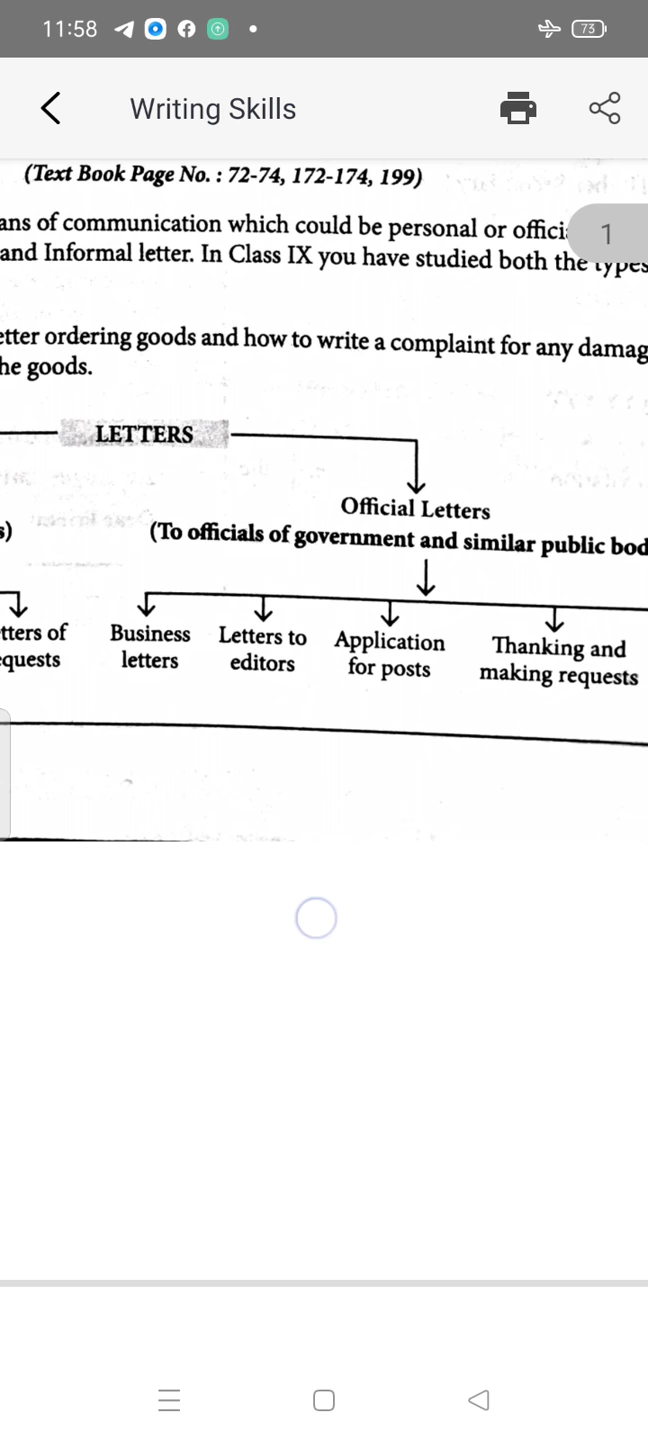 11:58
73
Writing Skills
(Text Book Page No. : 72-74, 172-174, 199)
ans of communication which could be personal or offici
1
and Informal letter. In Class IX you have studied both the types
etter ordering goods and how to write a complaint for any damag
he goods.
LETTERS
Official Letters
s)
(To officials of government and similar public bod
tters of
equests
Business
letters
Letters to
editors
Application
for posts
Thanking and
making requests